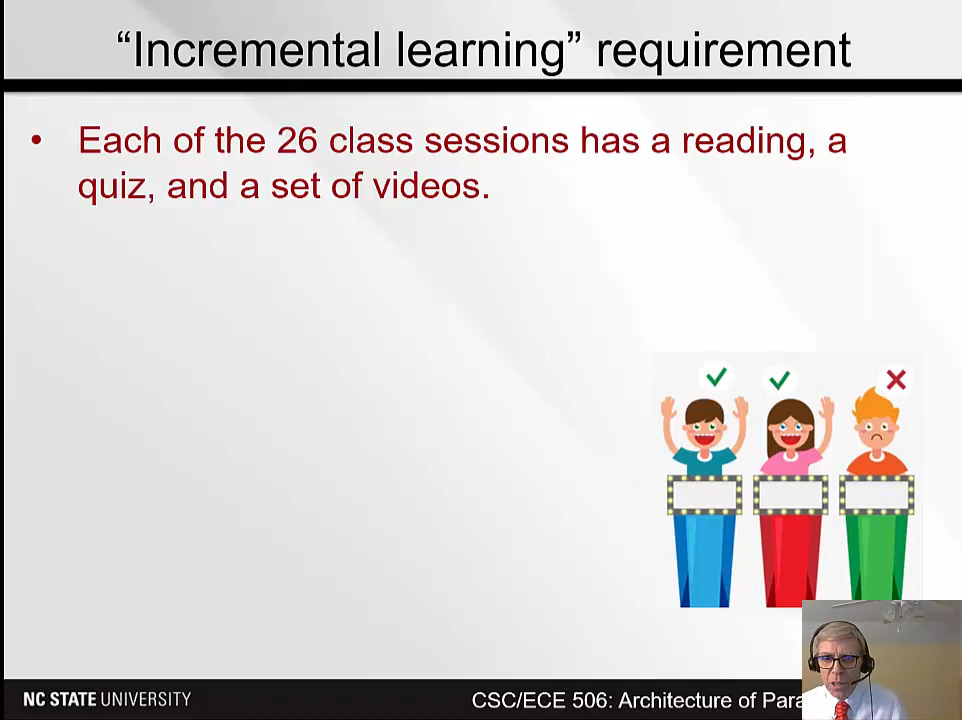 “Incremental learning” requirement
• Each of the 26 class sessions has a reading, a
quiz, and a set of videos.
NC STATE UNIVERSITY
CSC/ECE 506: Architecture of Para